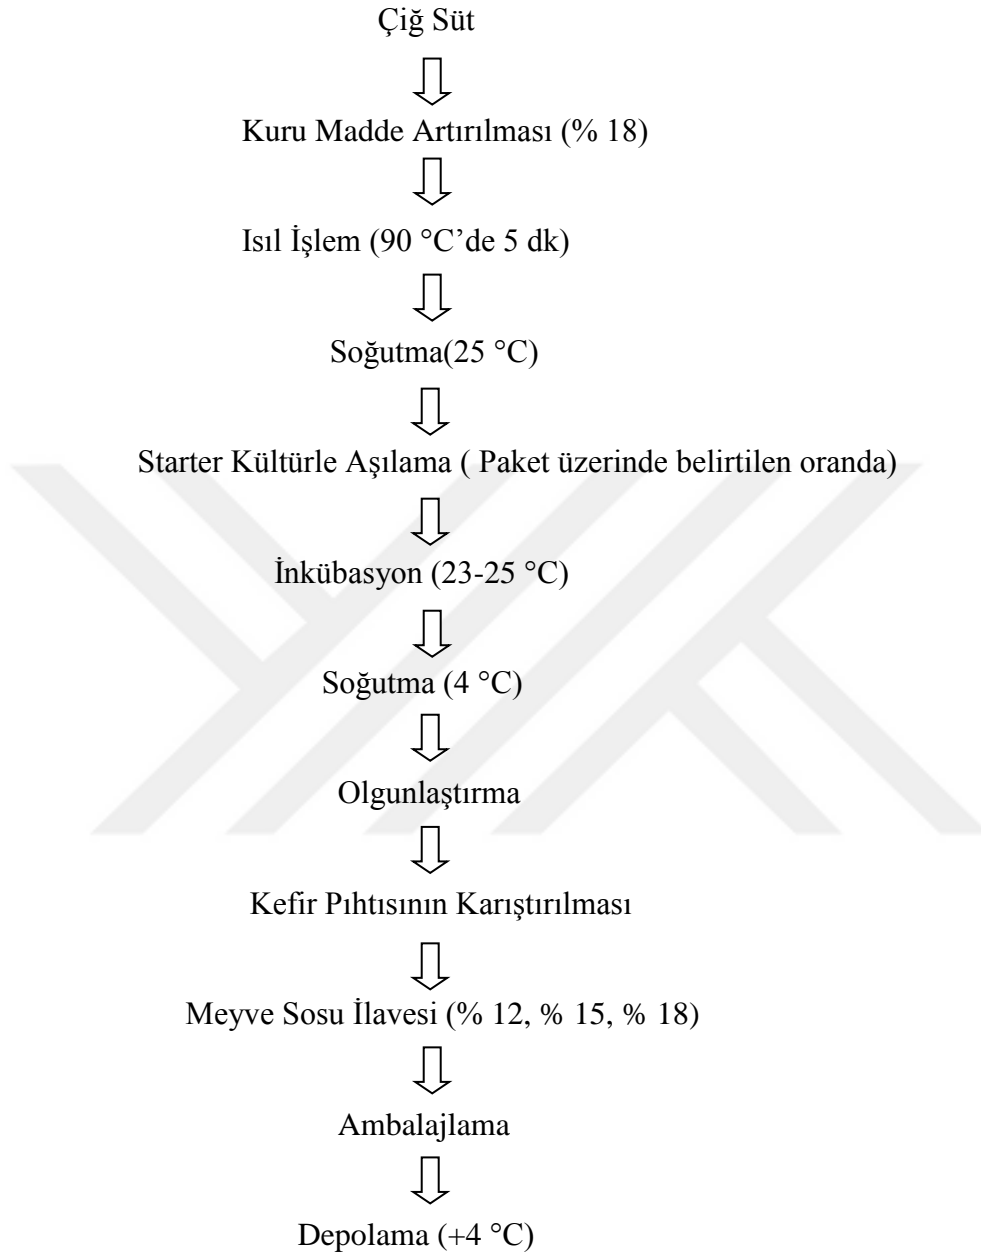 Çiğ Süt
Kuru Madde Artırılması (% 18)
Isıl İşlem (90 °C’de 5 dk)
Soğutma(25 °C)
Starter Kültürle Aşılama ( Paket üzerinde belirtilen oranda)
İnkübasyon (23-25 °C)
Soğutma (4 °C)
Olgunlaştırma
Kefir Pıhtısının Karıştırılması
Meyve Sosu İlavesi (% 12, % 15, % 18)
Ambalajlama
Depolama (+4 °C)